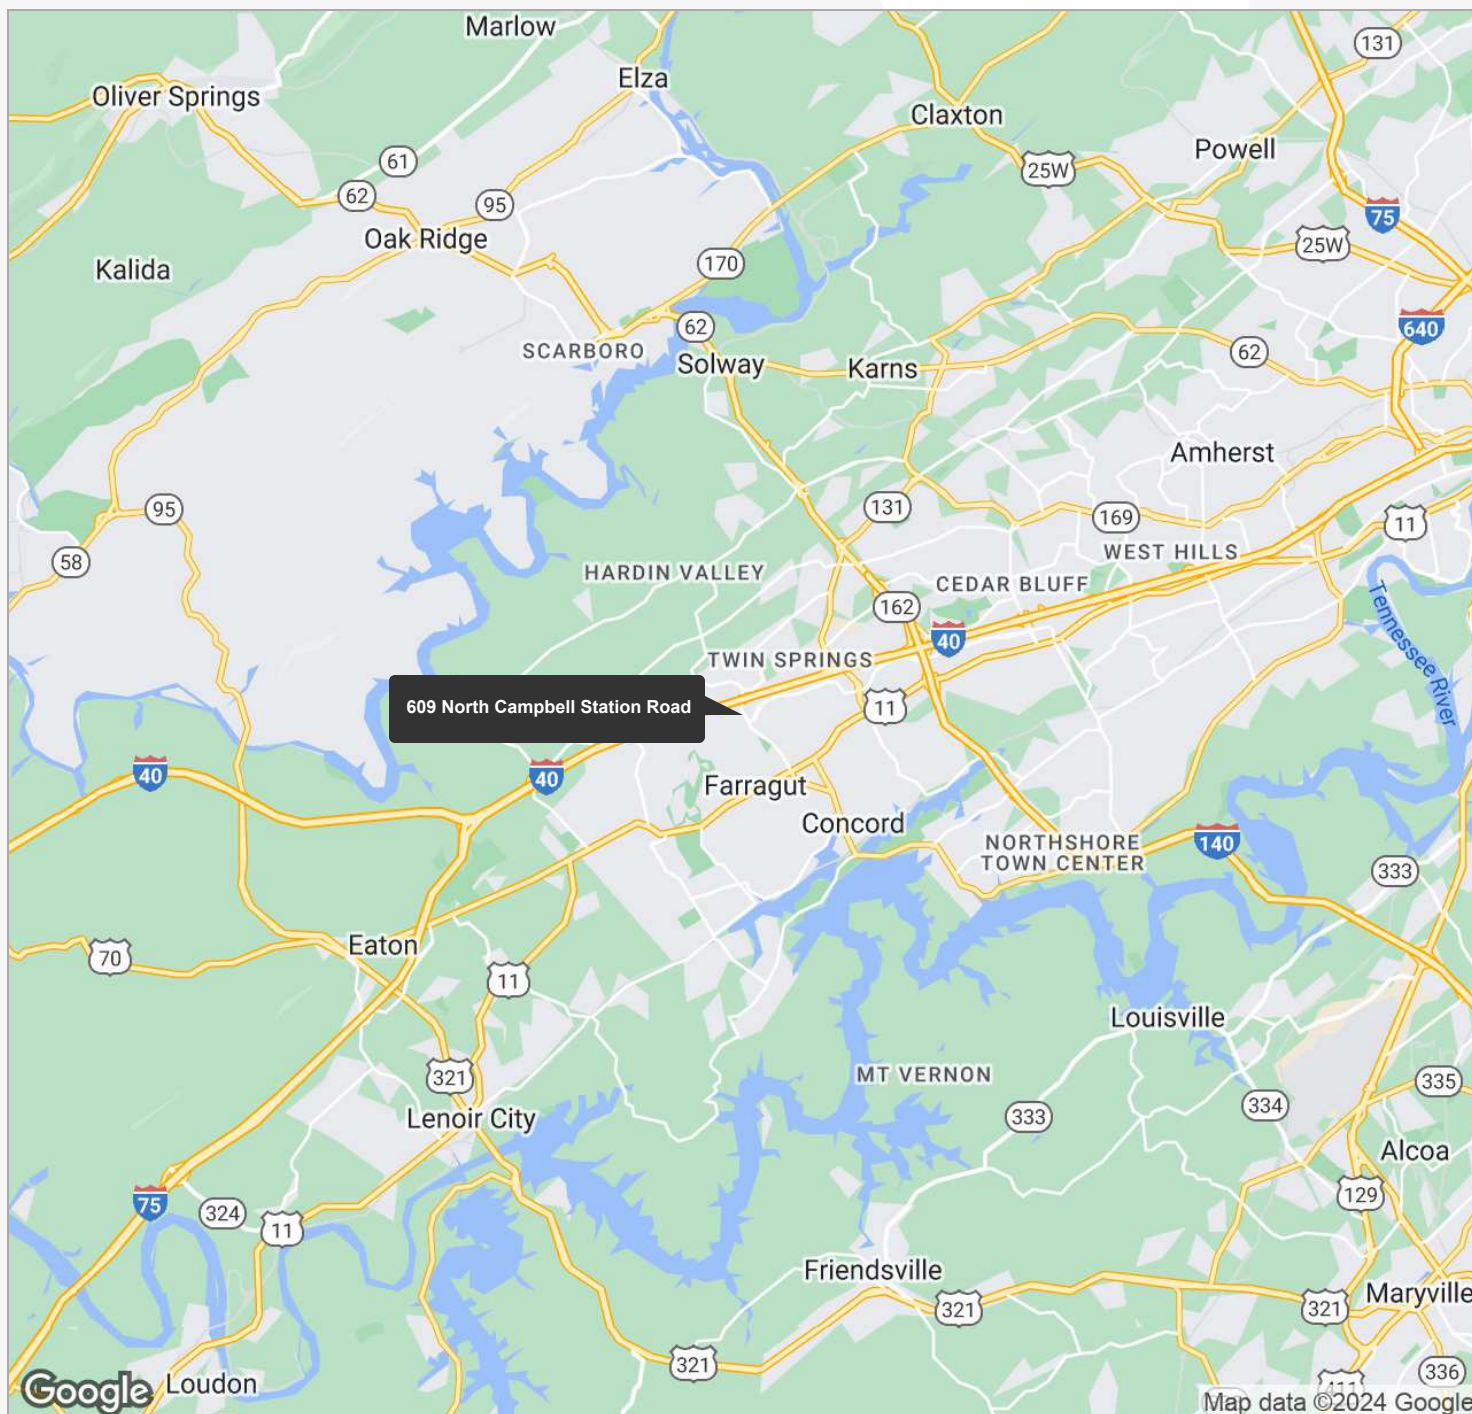 Marlow
131
Elza
Oliver Springs
Claxton
Powell
61
25W
62
95
75
Oak Ridge
25W
170
Kalida
62
640
SCARBORO
62
Solway
Karns
Amherst
95
131
169
11
58
WEST HILLS
HARDIN VALLEY
CEDAR BLUFF
162
40
Tennessee River
TWIN SPRINGS
609 North Campbell Station Road
11
40
40
Farragut
Concord
140
NORTHSHORE
TOWN CENTER
333
Eaton
70
11
Louisville
321
MT VERNON
335
334
333
Lenoir City
Alcoa
129
75
324
11
Friendsville
321
321
Maryville
321
336
411
Google
Loudon
Map data ©2024 Google